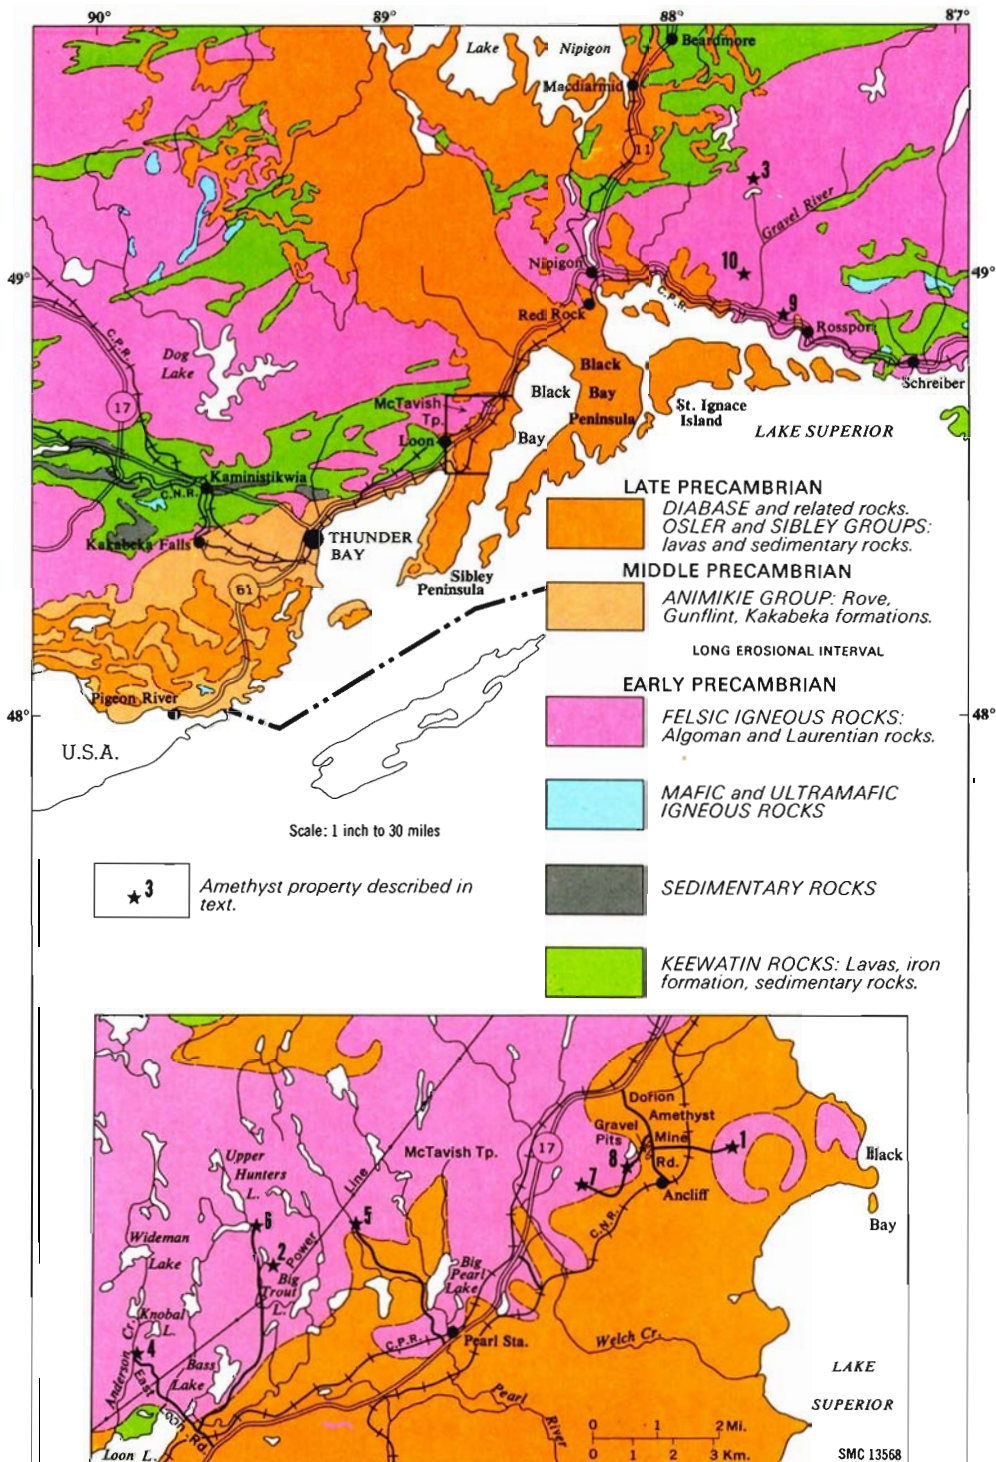 90°
89°
88°
87°
Lake Nipigon
Beardmore
Macdiarmid
11
3
Gravel River
10
49°
49°
Nipigon
C.P.R.
9
Red Rock
Rossport
C.P.R.
Dog
Lake
Black
Bay
Peninsula
Black
Bay
Schreiber
St. Ignace
Island
17
McTavish
Tp.
LAKE SUPERIOR
Loon
Kaministikwia
C.N.R.
Kakabeka Falls
THUNDER
BAY
Sibley
Peninsula
61
Pigeon River
48°
48°
U.S.A.
LATE PRECAMBRIAN
DIABASE and related rocks.
OSLER and SIBLEY GROUPS:
lavas and sedimentary rocks.
MIDDLE PRECAMBRIAN
ANIMIKIE GROUP: Rove,
Gunflint, Kakabeka formations.
LONG EROSIONAL INTERVAL
EARLY PRECAMBRIAN
FELSIC IGNEOUS ROCKS:
Algoman and Laurentian rocks.
MAFIC and ULTRAMAFIC
IGNEOUS ROCKS
SEDIMENTARY ROCKS
KEEWATIN ROCKS: Lavas, iron
formation, sedimentary rocks.
Scale: 1 inch to 30 miles
3
Amethyst property described in
text.
Dorion
Amethyst
Mine
Rd.
Gravel
Pits
17
1
8
7
Ancliff
Black
Bay
McTavish Tp.
Upper
Hunters
L.
Power Line
6
5
2
Wideman
Lake
Big
Trout
L.
Big
Pearl
Lake
C.N.R.
Knobal
L.
4
Anderson Cr.
Bass
Lake
C.P.R.
Pearl Sta.
Welch Cr.
East Loon Rd.
Loon L.
Pearl River
LAKE
SUPERIOR
0 1 2 Mi.
0 1 2 3 Km.
SMC 13568